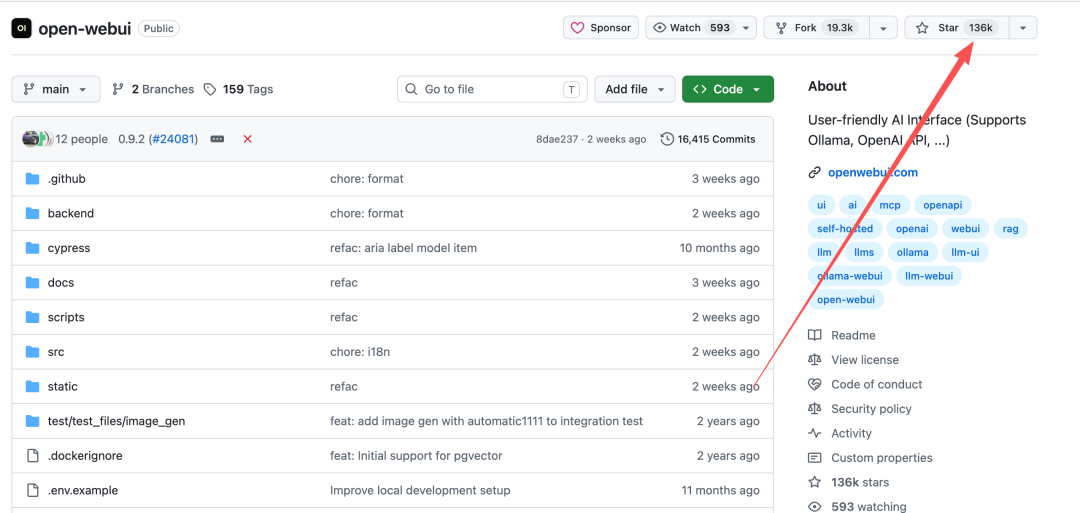 OI open-webui Public Sponsor Watch 593 Fork 19.3k Star 136k
main 2 Branches 159 Tags Go to file T Add file Code
12 people 0.9.2 (#24081) 8dae237 · 2 weeks ago 16,415 Commits
.github chore: format 3 weeks ago
backend chore: format 2 weeks ago
cypress refac: aria label model item 10 months ago
docs refac 3 weeks ago
scripts refac 2 weeks ago
src chore: i18n 2 weeks ago
static refac 2 weeks ago
test/test_files/image_gen feat: add image gen with automatic1111 to integration test 2 years ago
.dockerignore feat: Initial support for pgvector 2 years ago
.env.example Improve local development setup 11 months ago
About
User-friendly AI Interface (Supports
Ollama, OpenAI API, ...)
openwebui.com
ui ai mcp openapi
self-hosted openai webui rag
llm llms ollama llm-ui
ollama-webui llm-webui
open-webui
Readme
View license
Code of conduct
Security policy
Activity
Custom properties
136k stars
593 watching